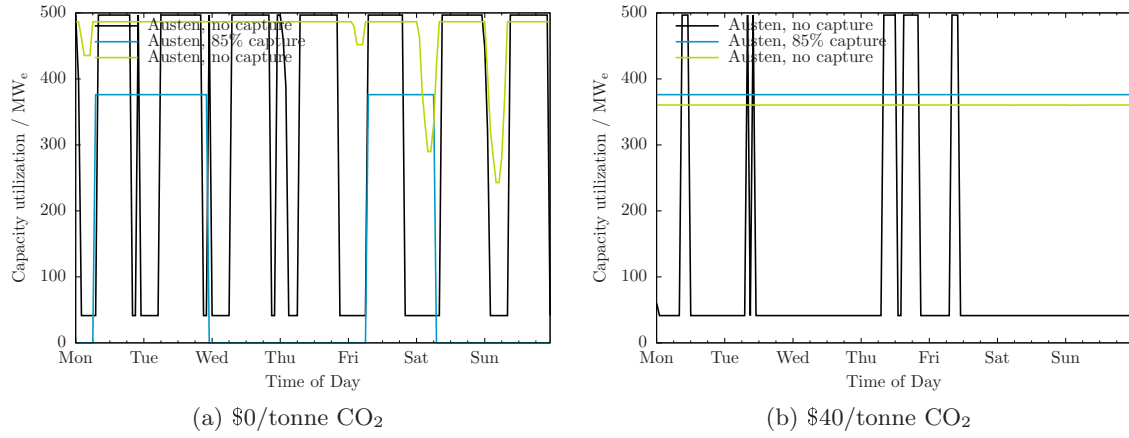 500
400
300
200
100
0
Capacity utilization / MWe
Austen, no capture
Austen, 85% capture
Austen, no capture
Mon Tue Wed Thu Fri Sat Sun
Time of Day
(a) $0/tonne CO₂
500
400
300
200
100
0
Capacity utilization / MWe
Austen, no capture
Austen, 85% capture
Austen, no capture
Mon Tue Wed Thu Fri Sat Sun
Time of Day
(b) $40/tonne CO₂